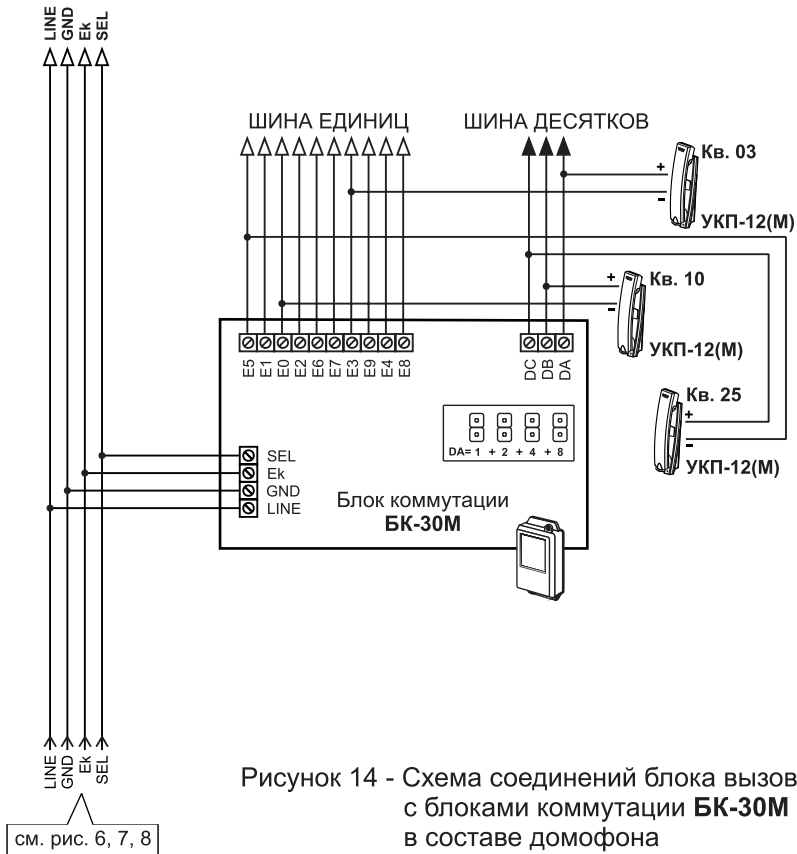 LINE
GND
Ek
SEL
ШИНА ЕДИНИЦ
ШИНА ДЕСЯТКОВ
+
-
Кв. 03
УКП-12(М)
+
-
Кв. 10
УКП-12(М)
Кв. 25
+
-
УКП-12(М)
E5
E1
E0
E2
E6
E7
E3
E9
E4
E8
DC
DB
DA
DA= 1 + 2 + 4 + 8
SEL
Ek
GND
LINE
Блок коммутации
БК-30М
LINE
GND
Ek
SEL
см. рис. 6, 7, 8
Рисунок 14 - Схема соединений блока вызов
с блоками коммутации БК-30М
в составе домофона